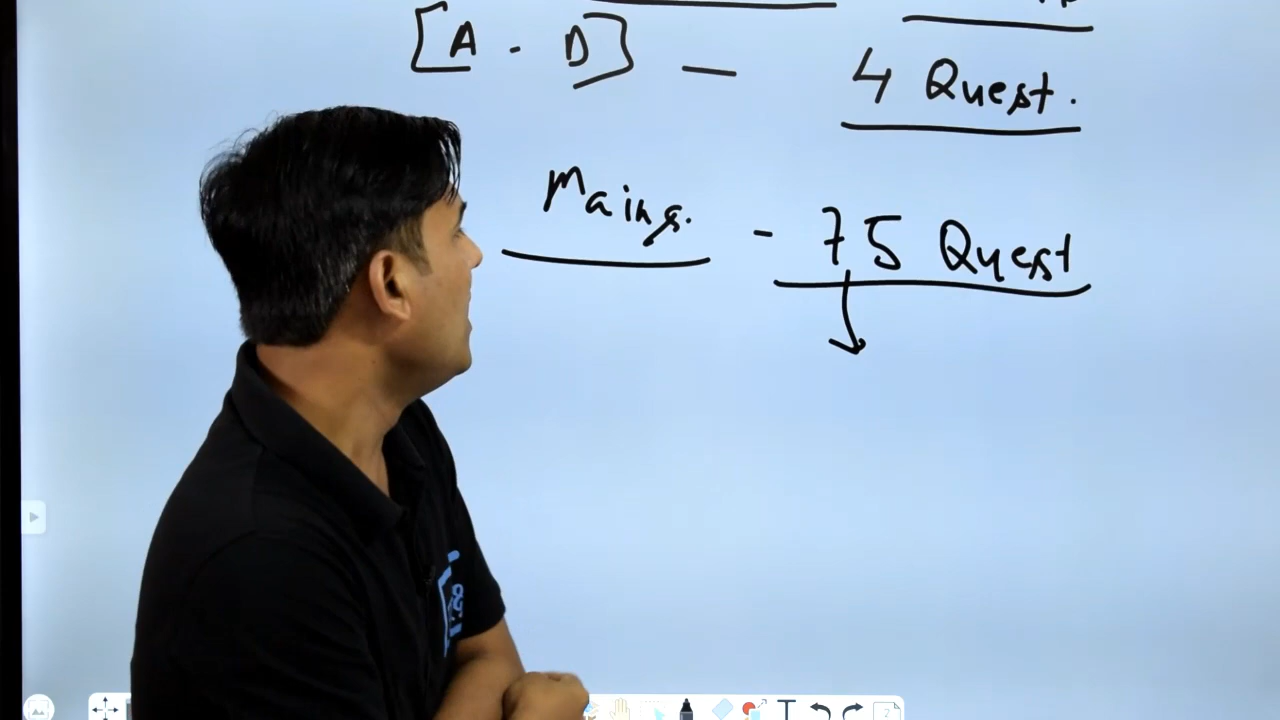 [A - D] — 4 Quest.
Mains. - 75 Quest